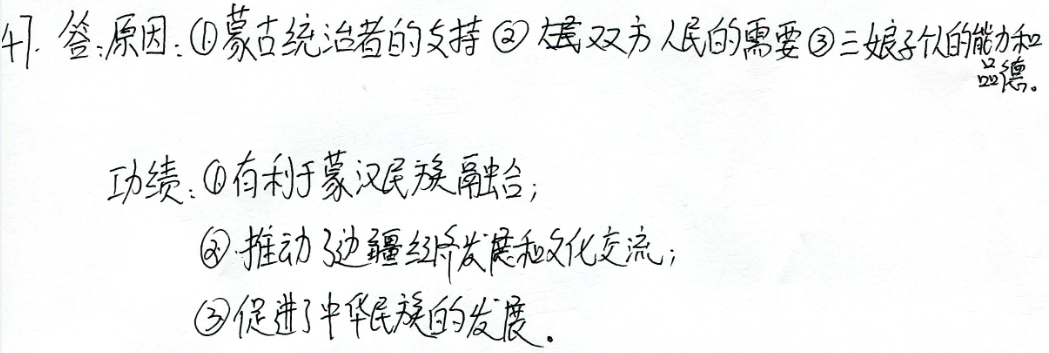 47. 答:原因:①蒙古统治者的支持 ② 双方人民的需要 ③三娘子个人的能力和
品德。
功绩:①有利于蒙汉民族融合;
②推动了边疆经济发展和文化交流;
③促进了中华民族的发展。